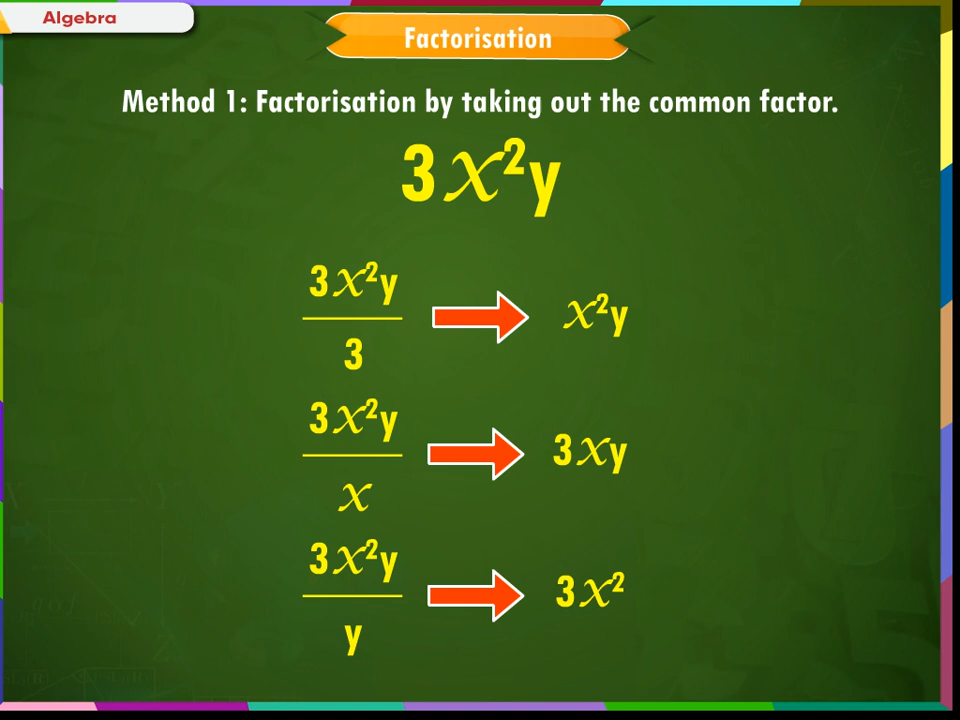 Algebra
Factorisation
Method 1: Factorisation by taking out the common factor.
3x²y
3x²y
3
x²y
3x²y
x
3xy
3x²y
y
3x²